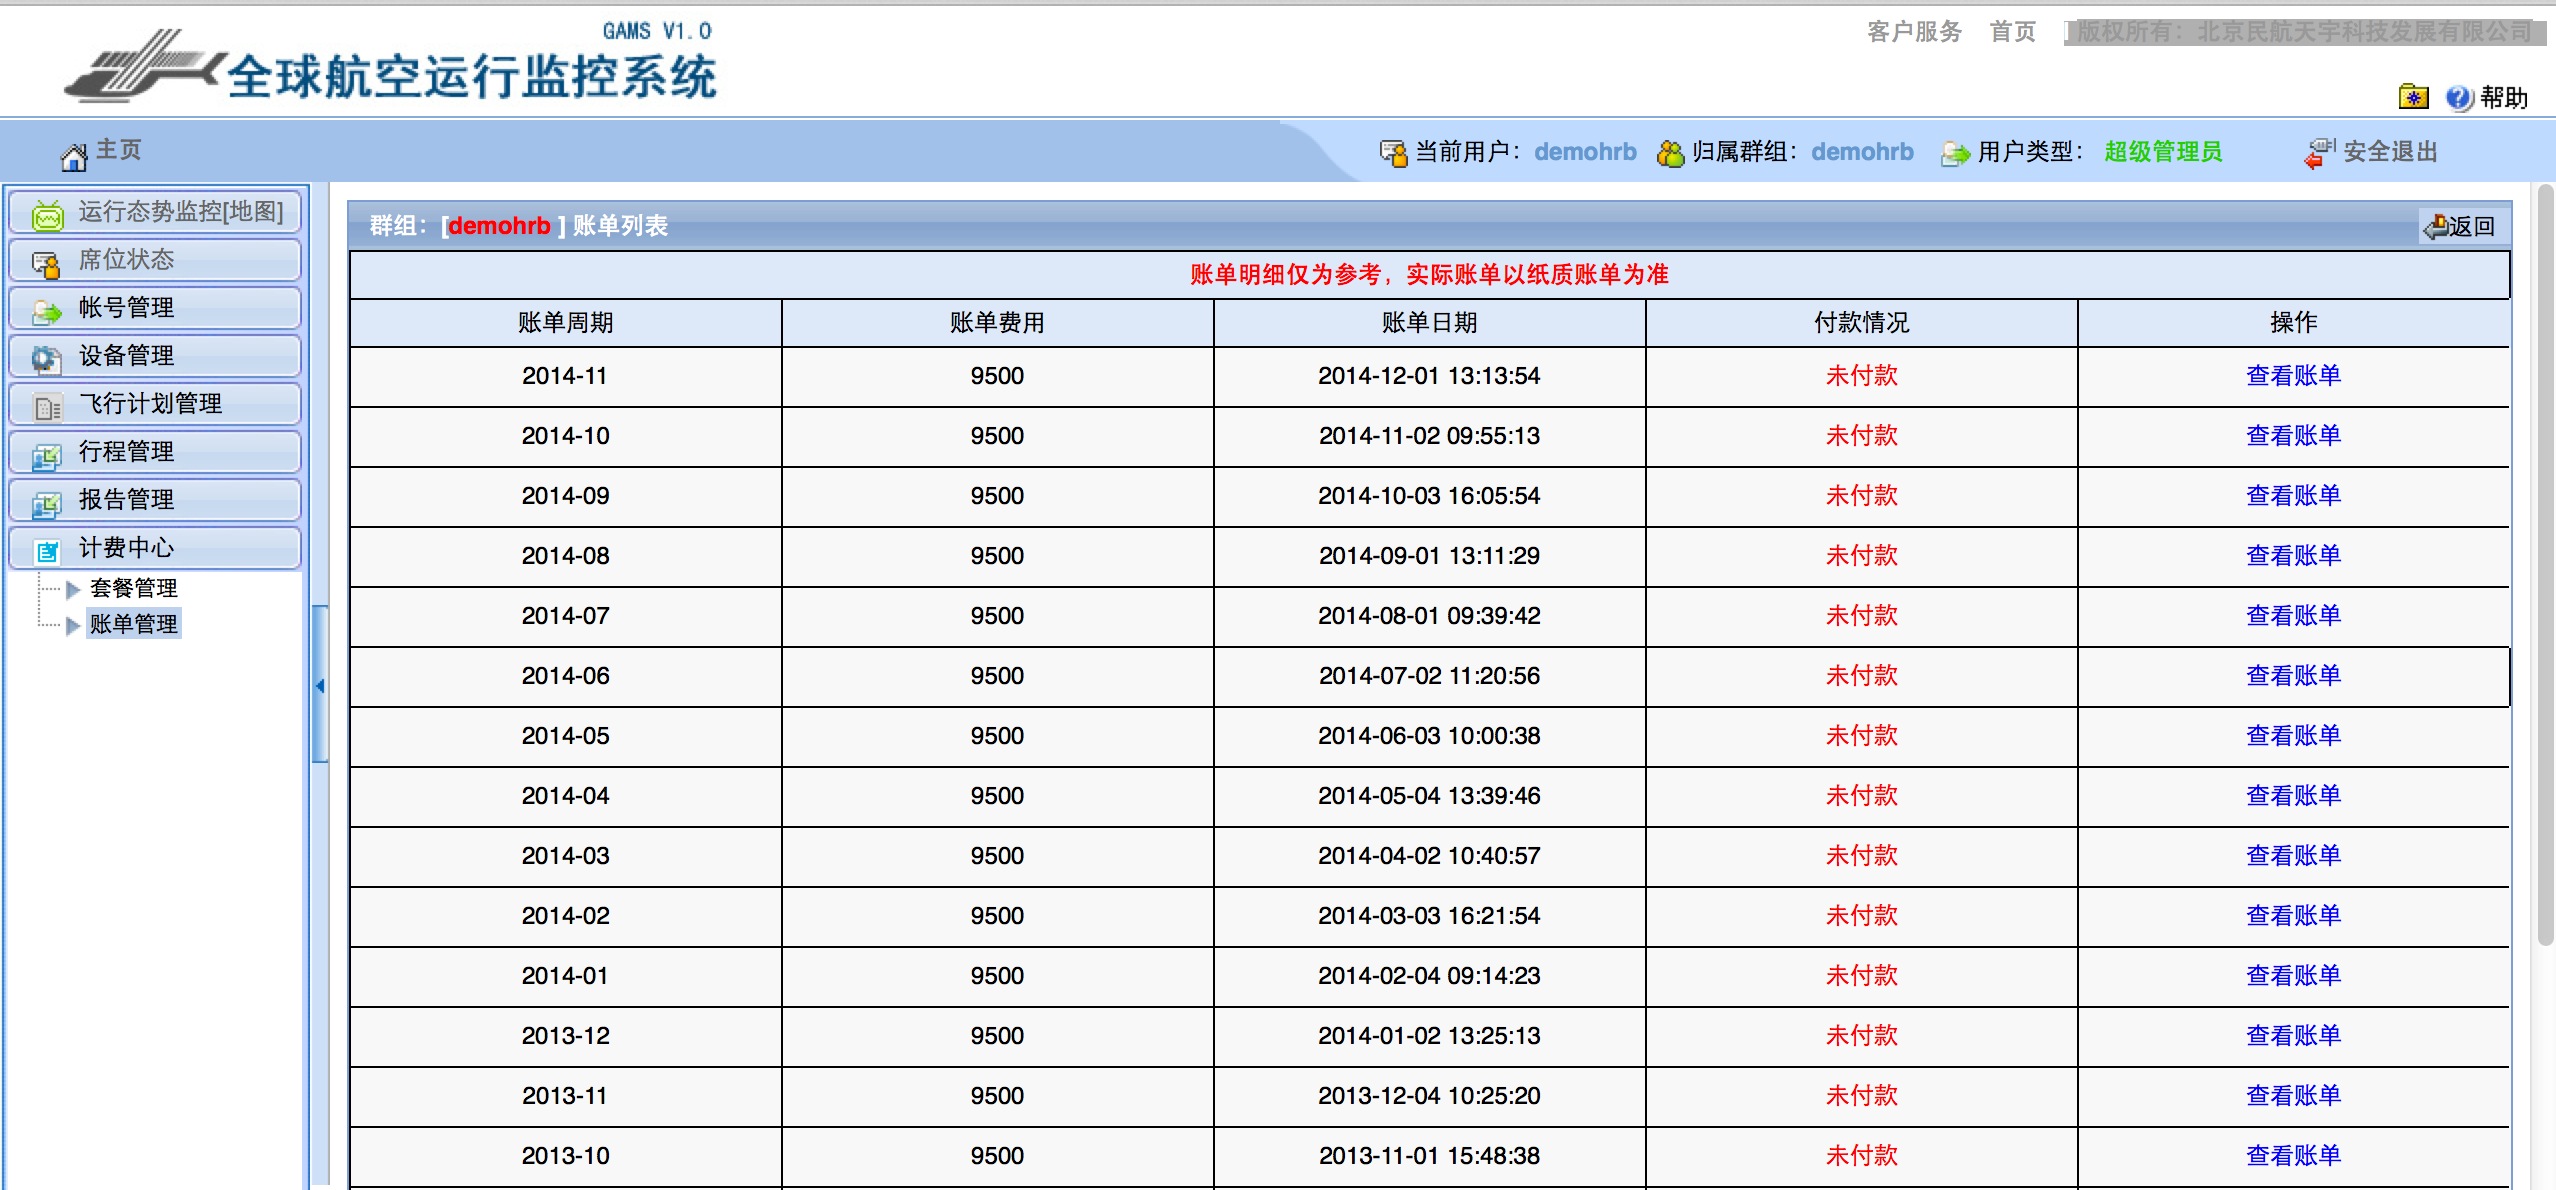 GAMS V1.0
全球航空运行监控系统
客户服务 首页 版权所有：北京民航天宇科技发展有限公司
帮助
主页
当前用户： demohrb 归属群组： demohrb 用户类型： 超级管理员 安全退出
运行态势监控[地图]
席位状态
帐号管理
设备管理
飞行计划管理
行程管理
报告管理
计费中心
套餐管理
账单管理
群组：[demohrb ] 账单列表 返回
账单明细仅为参考，实际账单以纸质账单为准
账单周期 账单费用 账单日期 付款情况 操作
2014-11 9500 2014-12-01 13:13:54 未付款 查看账单
2014-10 9500 2014-11-02 09:55:13 未付款 查看账单
2014-09 9500 2014-10-03 16:05:54 未付款 查看账单
2014-08 9500 2014-09-01 13:11:29 未付款 查看账单
2014-07 9500 2014-08-01 09:39:42 未付款 查看账单
2014-06 9500 2014-07-02 11:20:56 未付款 查看账单
2014-05 9500 2014-06-03 10:00:38 未付款 查看账单
2014-04 9500 2014-05-04 13:39:46 未付款 查看账单
2014-03 9500 2014-04-02 10:40:57 未付款 查看账单
2014-02 9500 2014-03-03 16:21:54 未付款 查看账单
2014-01 9500 2014-02-04 09:14:23 未付款 查看账单
2013-12 9500 2014-01-02 13:25:13 未付款 查看账单
2013-11 9500 2013-12-04 10:25:20 未付款 查看账单
2013-10 9500 2013-11-01 15:48:38 未付款 查看账单